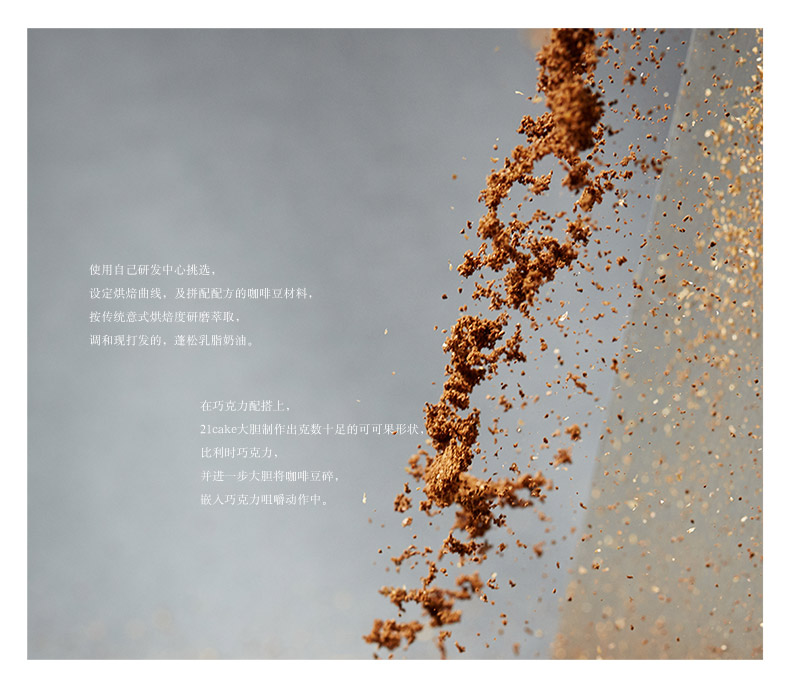 使用自己研发中心挑选，
设定烘焙曲线，及拼配配方的咖啡豆材料，
按传统意式烘焙度研磨萃取，
调和现打发的，蓬松乳脂奶油。
在巧克力配搭上，
21cake大胆制作出克数十足的可可果形状，
比利时巧克力，
并进一步大胆将咖啡豆碎，
嵌入巧克力咀嚼动作中。